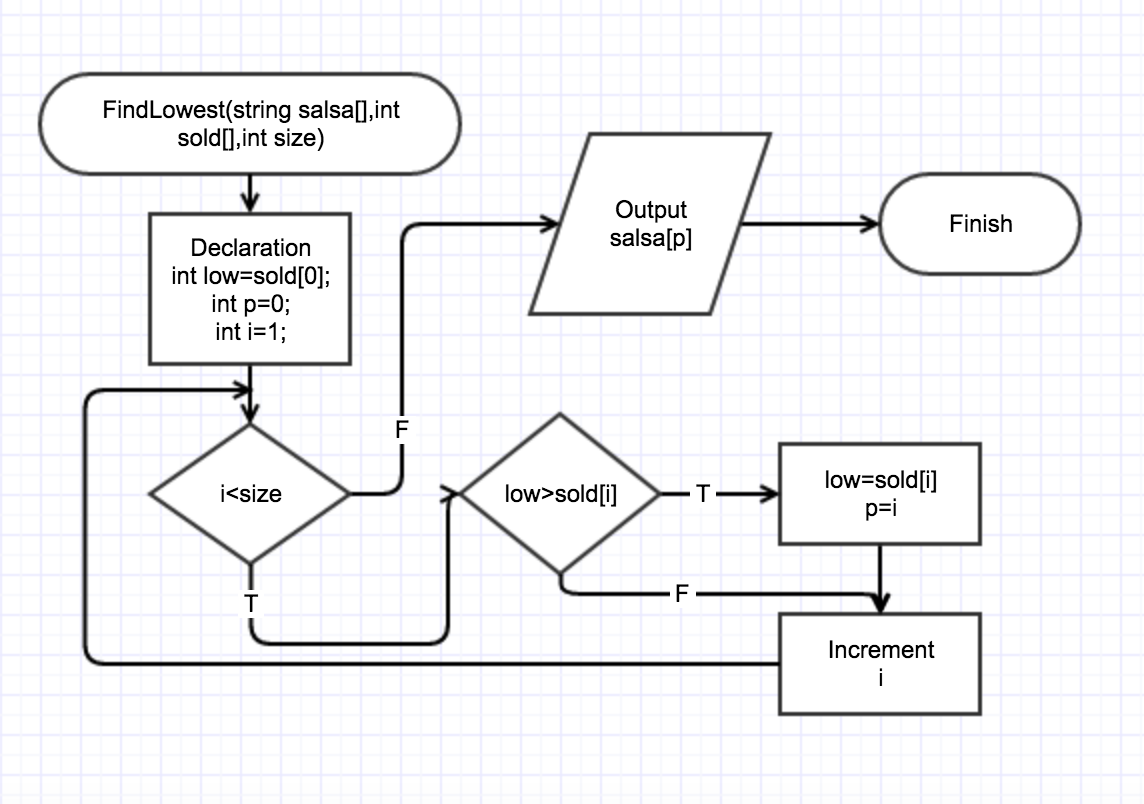 FindLowest(string salsa[],int
sold[],int size)
Declaration
int low=sold[0];
int p=0;
int i=1;
i<size
F
Output
salsa[p]
Finish
T
low>sold[i]
T
low=sold[i]
p=i
F
Increment
i